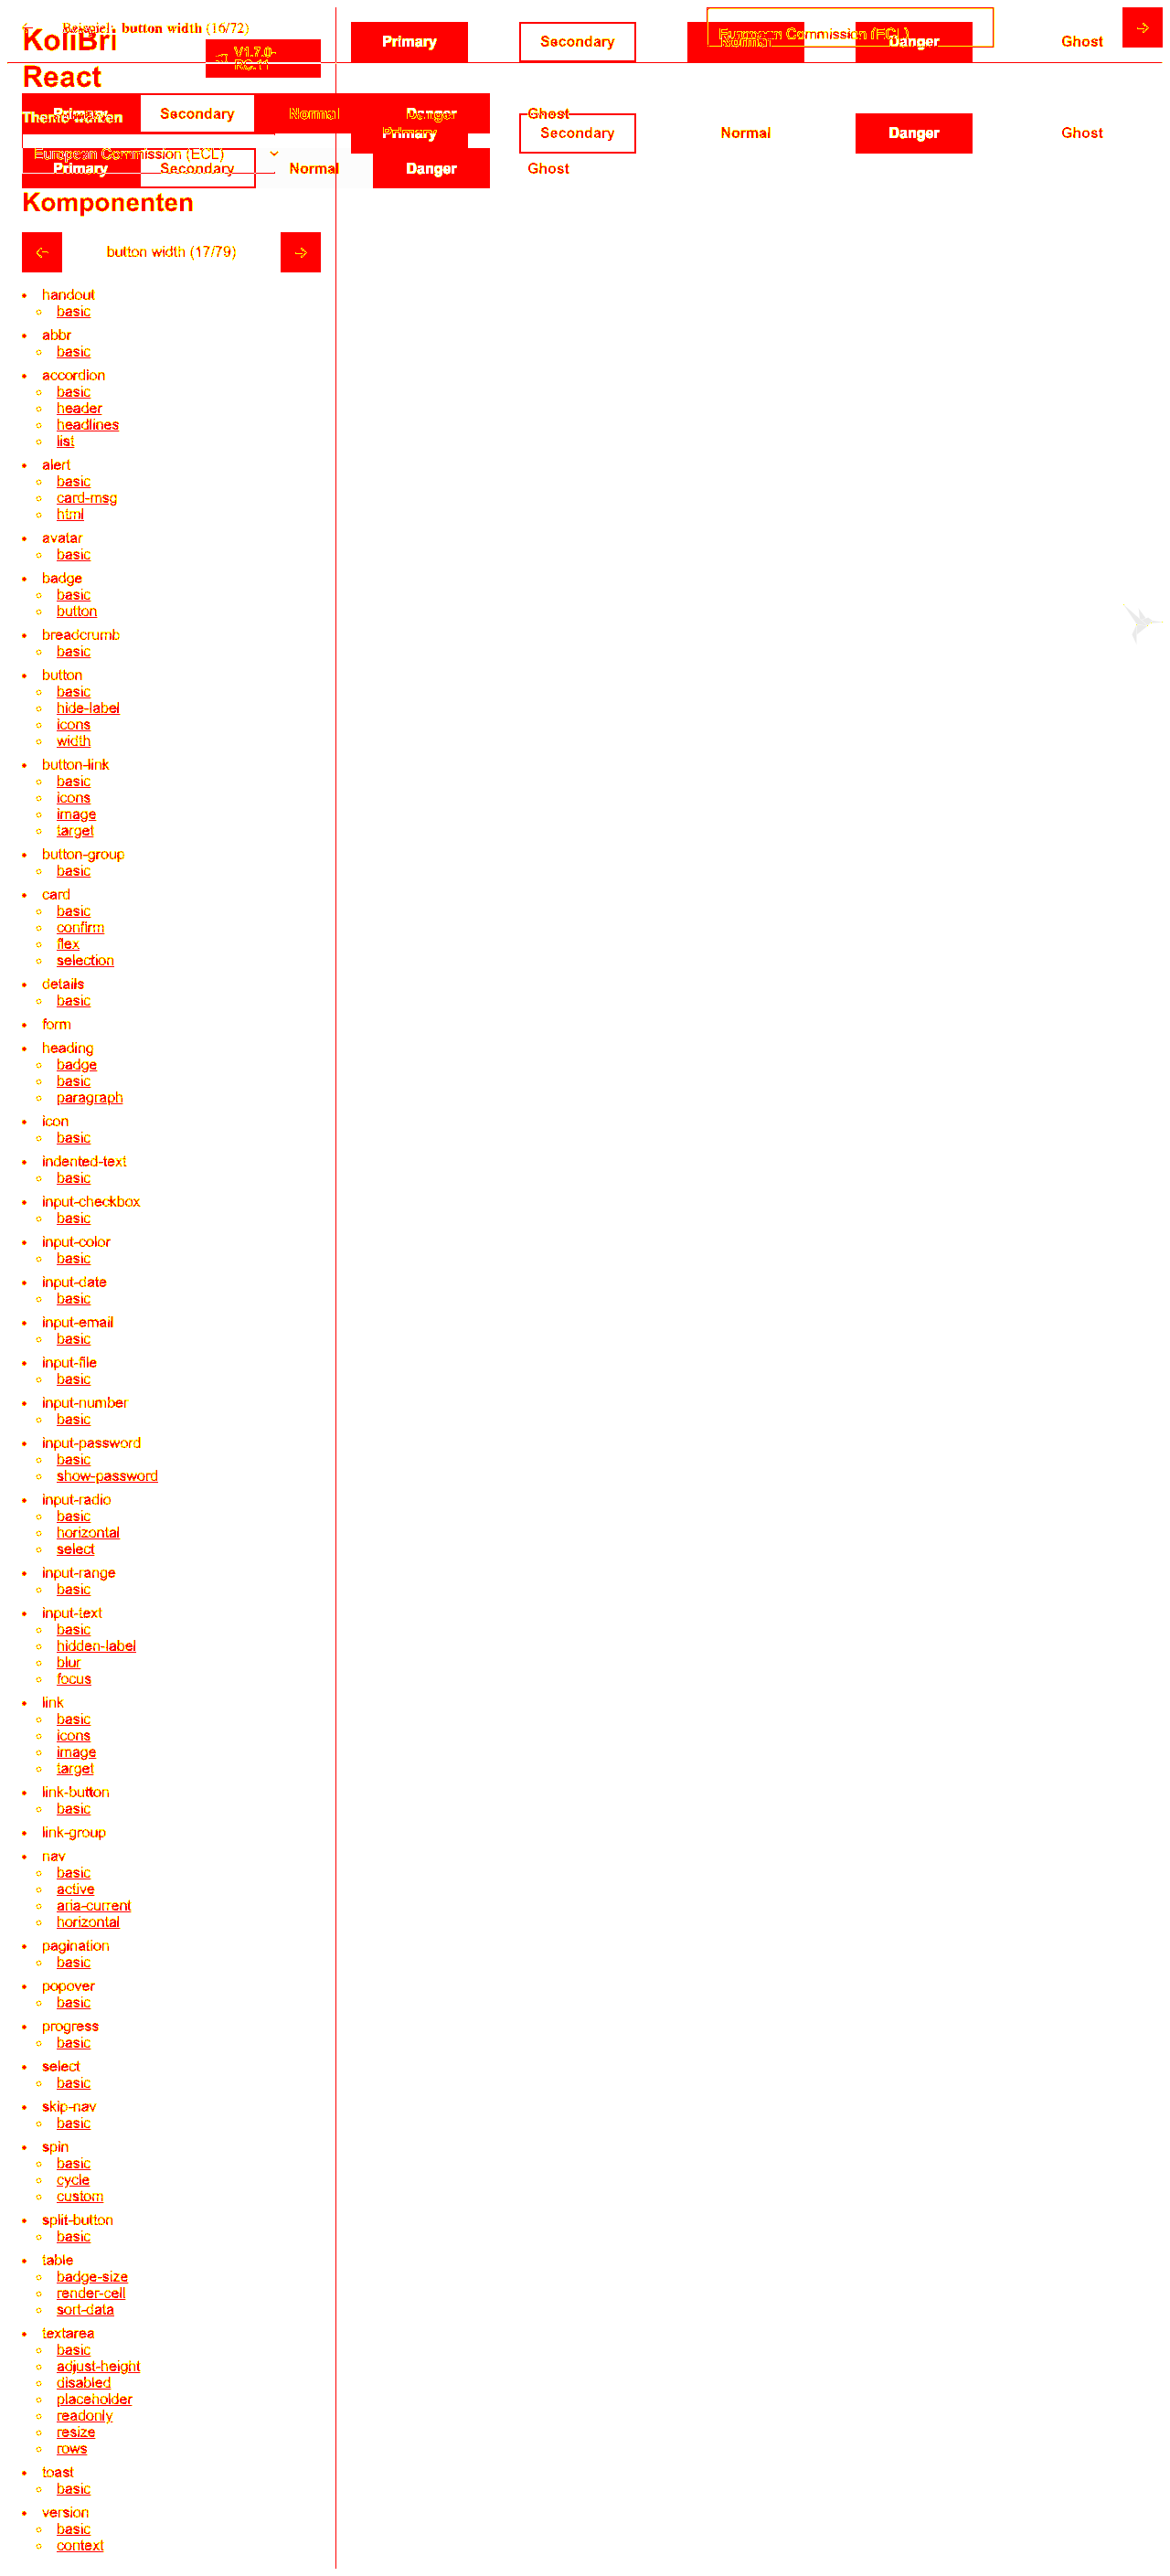 ← Beispiel: button width (16/72)
KoliBri
V1.7.0-
RC.11
Primary Secondary Normal Danger Ghost
European Commission (ECL)
→
React
Primary Secondary Normal Danger Ghost
Theme wählen
Primary Secondary Normal Danger Ghost
European Commission (ECL)
Primary Secondary Normal Danger Ghost
Komponenten
← button width (17/79) →
handout
basic
abbr
basic
accordion
basic
header
headlines
list
alert
basic
card-msg
html
avatar
basic
badge
basic
button
breadcrumb
basic
button
basic
hide-label
icons
width
button-link
basic
icons
image
target
button-group
basic
card
basic
confirm
flex
selection
details
basic
form
heading
badge
basic
paragraph
icon
basic
indented-text
basic
input-checkbox
basic
input-color
basic
input-date
basic
input-email
basic
input-file
basic
input-number
basic
input-password
basic
show-password
input-radio
basic
horizontal
select
input-range
basic
input-text
basic
hidden-label
blur
focus
link
basic
icons
image
target
link-button
basic
link-group
nav
basic
active
aria-current
horizontal
pagination
basic
popover
basic
progress
basic
select
basic
skip-nav
basic
spin
basic
cycle
custom
split-button
basic
table
badge-size
render-cell
sort-data
textarea
basic
adjust-height
disabled
placeholder
readonly
resize
rows
toast
basic
version
basic
context